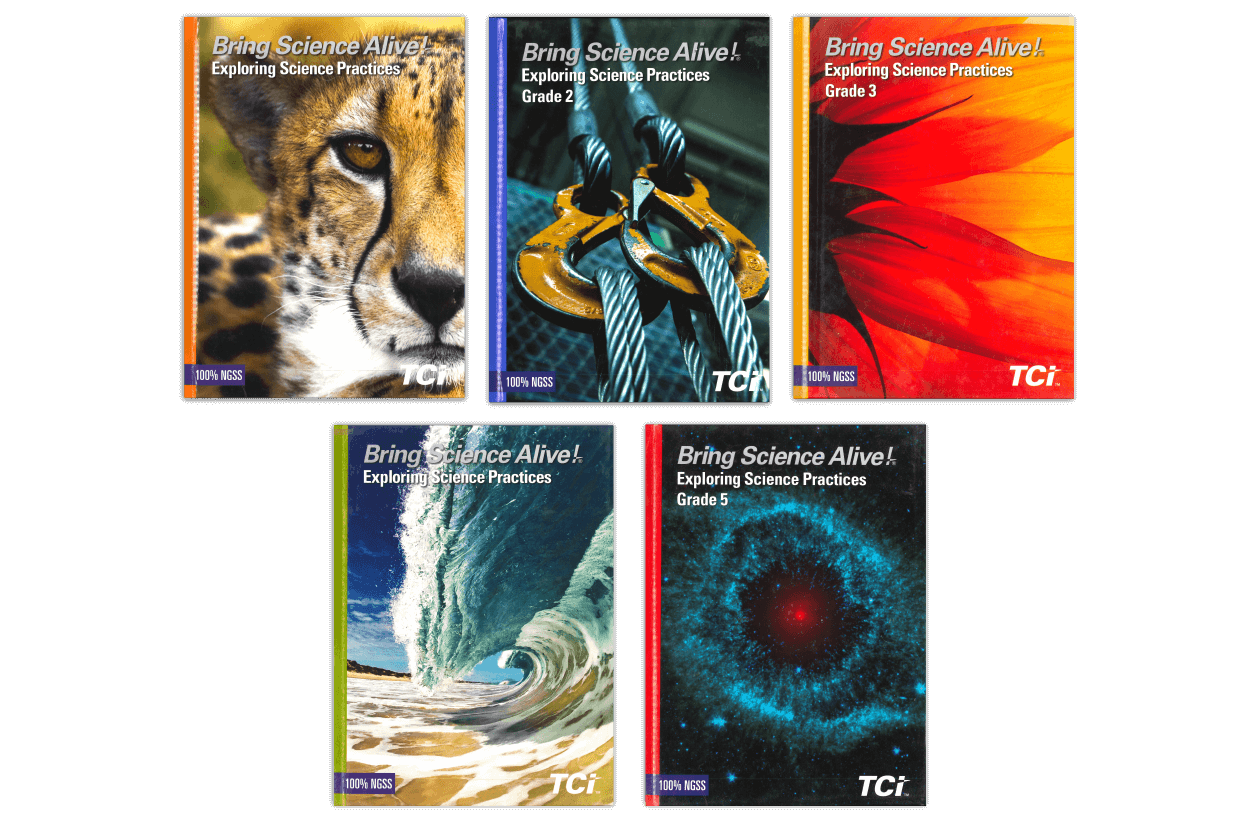 Bring Science Alive!
Exploring Science Practices
100% NGSS
TCi
Bring Science Alive!®
Exploring Science Practices
Grade 2
100% NGSS
TCi
Bring Science Alive!®
Exploring Science Practices
Grade 3
100% NGSS
TCi™
Bring Science Alive!®
Exploring Science Practices
100% NGSS
TCi
Bring Science Alive!®
Exploring Science Practices
Grade 5
100% NGSS
TCi™